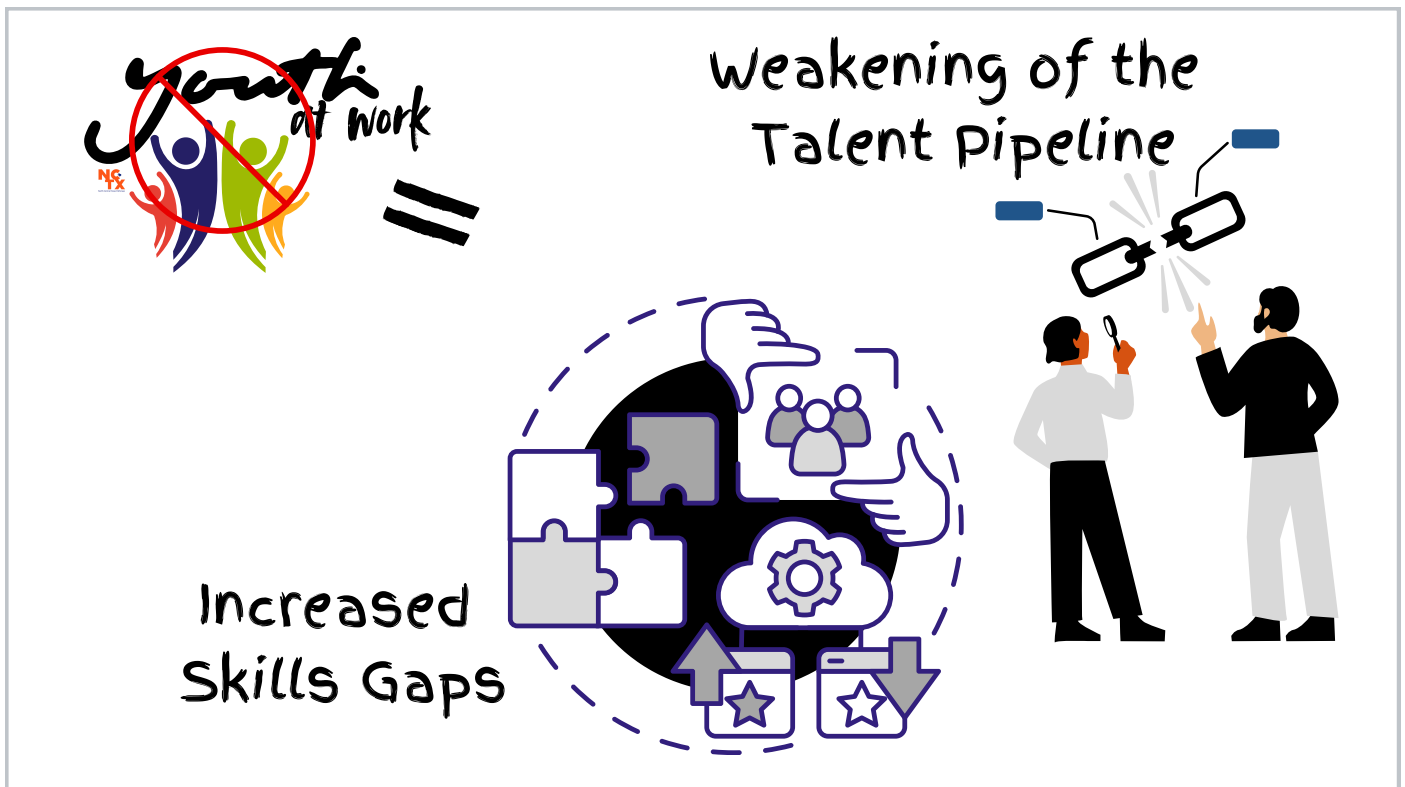 youth
at work
NC
TX
Weakening of the
Talent Pipeline
Increased
Skills Gaps